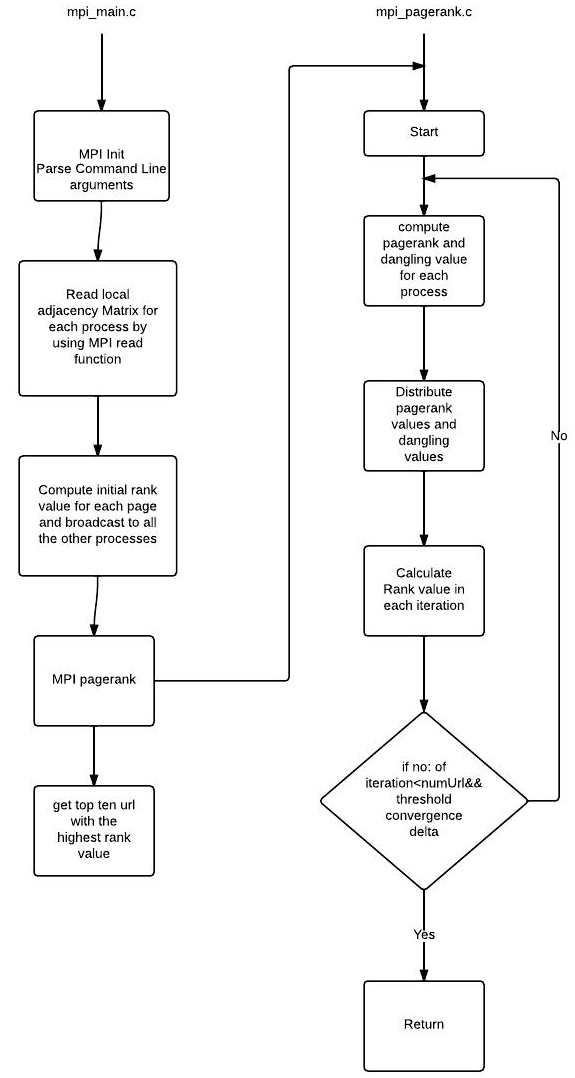 mpi_main.c
MPI Init
Parse Command Line
arguments
Read local
adjacency Matrix for
each process by
using MPI read
function
Compute initial rank
value for each page
and broadcast to all
the other processes
MPI pagerank
get top ten url
with the
highest rank
value
mpi_pagerank.c
Start
compute
pagerank and
dangling value
for each
process
Distribute
pagerank
values and
dangling
values
Calculate
Rank value in
each iteration
if no: of
iteration<numUrl&&
threshold
convergence
delta
No
Yes
Return